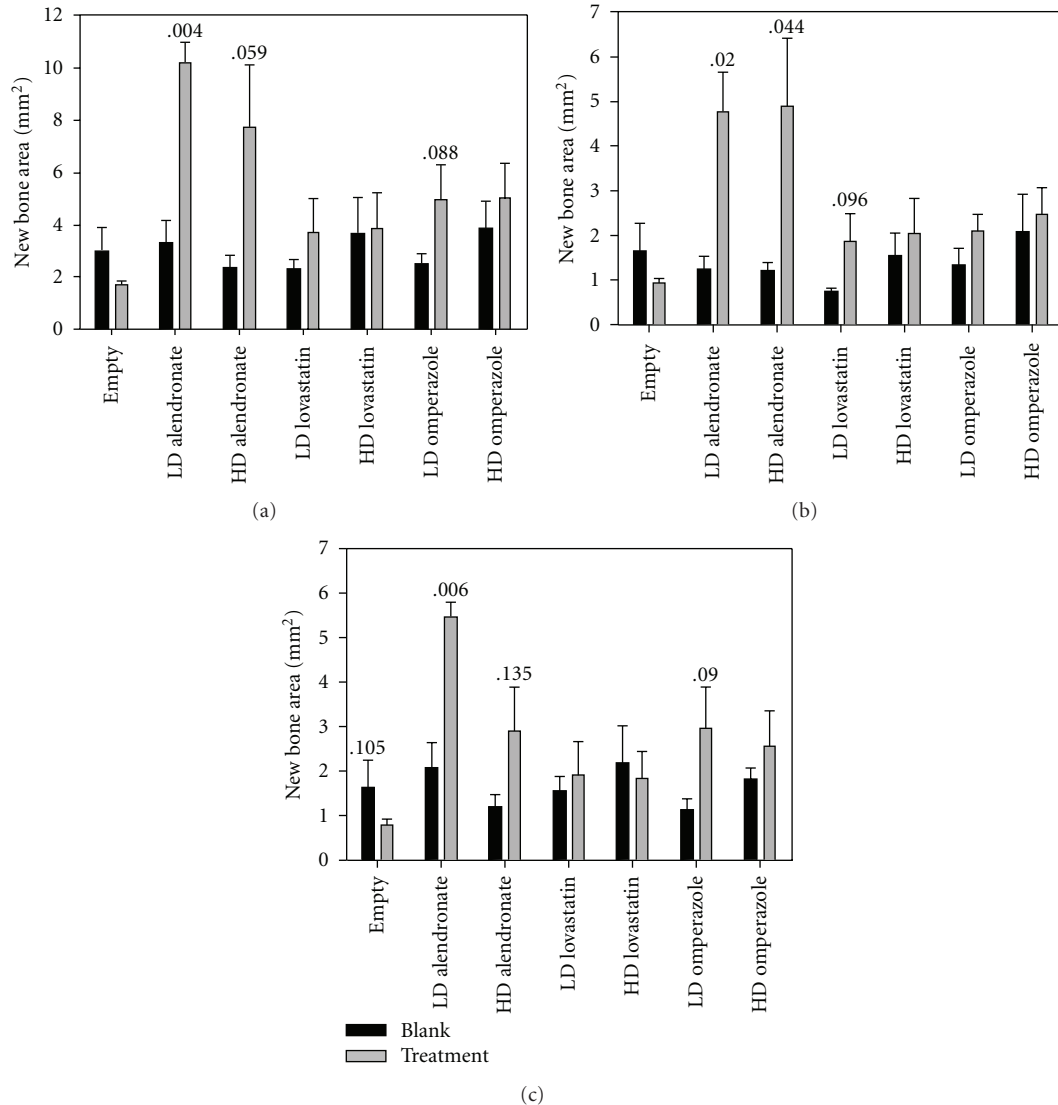 12
10
8
6
4
2
0
New bone area (mm²)
.004
.059
.088
Empty
LD alendronate
HD alendronate
LD lovastatin
HD lovastatin
LD omperazole
HD omperazole
(a)
7
6
5
4
3
2
1
0
New bone area (mm²)
.02
.044
.096
Empty
LD alendronate
HD alendronate
LD lovastatin
HD lovastatin
LD omperazole
HD omperazole
(b)
7
6
5
4
3
2
1
0
New bone area (mm²)
.105
.006
.135
.09
Empty
LD alendronate
HD alendronate
LD lovastatin
HD lovastatin
LD omperazole
HD omperazole
Blank
Treatment
(c)